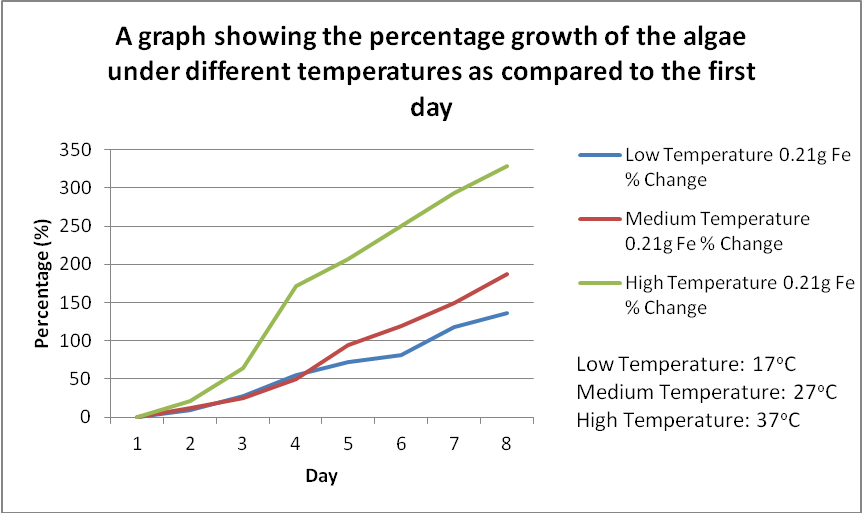 A graph showing the percentage growth of the algae
under different temperatures as compared to the first
day
350
300
250
200
150
100
50
0
Percentage (%)
1 2 3 4 5 6 7 8
Day
Low Temperature 0.21g Fe
% Change
Medium Temperature
0.21g Fe % Change
High Temperature 0.21g Fe
% Change
Low Temperature: 17°C
Medium Temperature: 27°C
High Temperature: 37°C